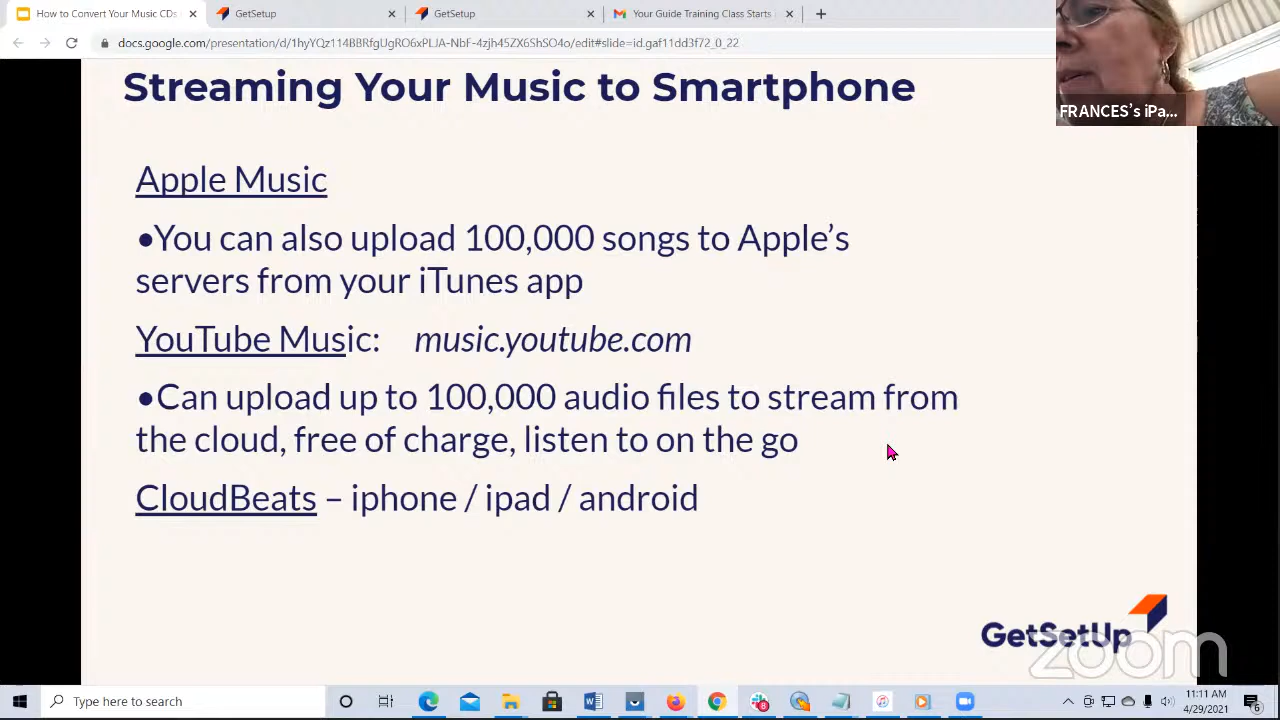 How to Convert Your Music CDs
GetSetup
GetSetup
Your Guide Training Class Starts
docs.google.com/presentation/d/1hyYQz114BtRfgUgRO6xPLJA-NbF-4zjh45ZX6ShSO4o/edit#slide=id.gaf11dd3f72_0_22
FRANCES's iPa...
Streaming Your Music to Smartphone
Apple Music
•You can also upload 100,000 songs to Apple's
servers from your iTunes app
YouTube Music: music.youtube.com
•Can upload up to 100,000 audio files to stream from
the cloud, free of charge, listen to on the go
CloudBeats – iphone / ipad / android
GetSetUp
zoom
Type here to search
11:11 AM
4/29/2021